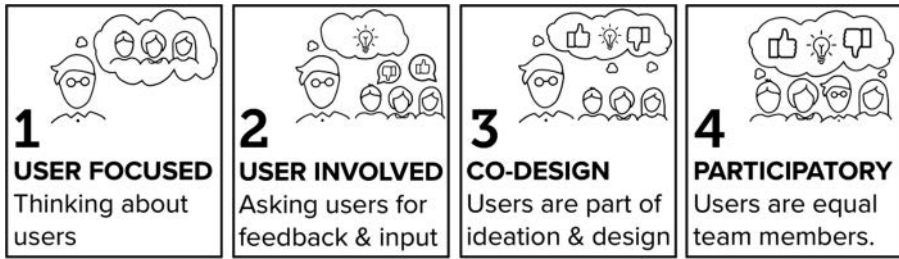 1
USER FOCUSED
Thinking about
users
2
USER INVOLVED
Asking users for
feedback & input
3
CO-DESIGN
Users are part of
ideation & design
4
PARTICIPATORY
Users are equal
team members.